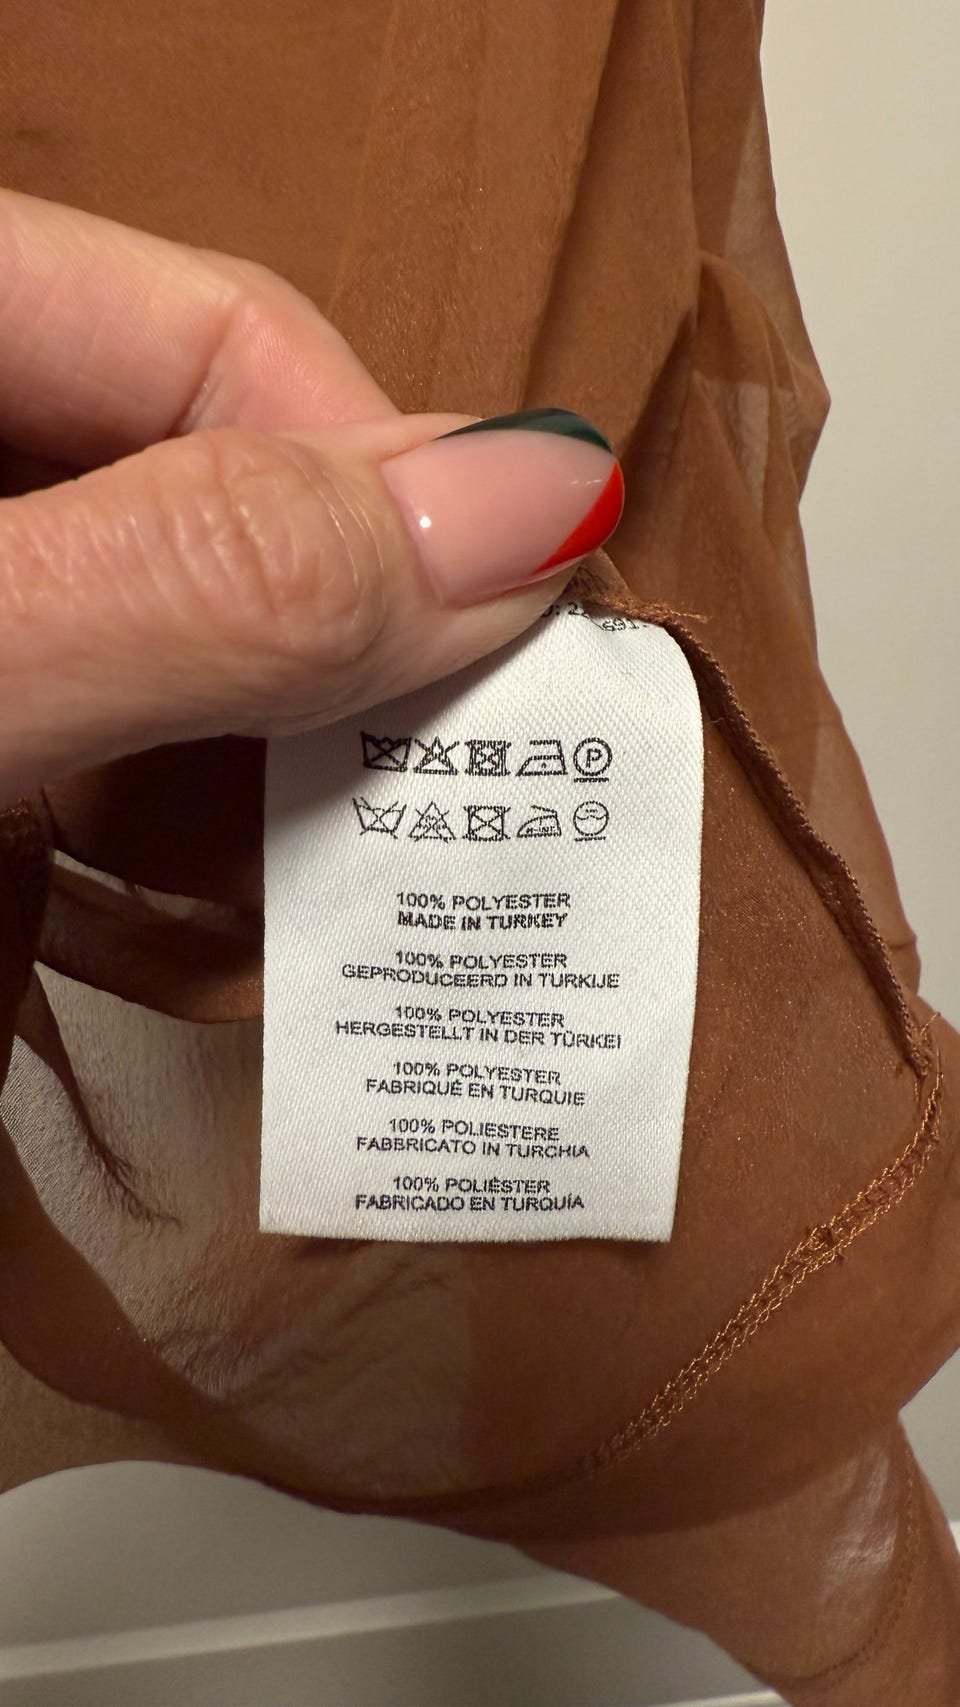 P
100% POLYESTER
MADE IN TURKEY
100% POLYESTER
GEPRODUCEERD IN TURKIJE
100% POLYESTER
HERGESTELLT IN DER TÜRKEI
100% POLYESTER
FABRIQUÉ EN TURQUIE
100% POLIESTERE
FABBRICATO IN TURCHIA
100% POLIÉSTER
FABRICADO EN TURQUÍA